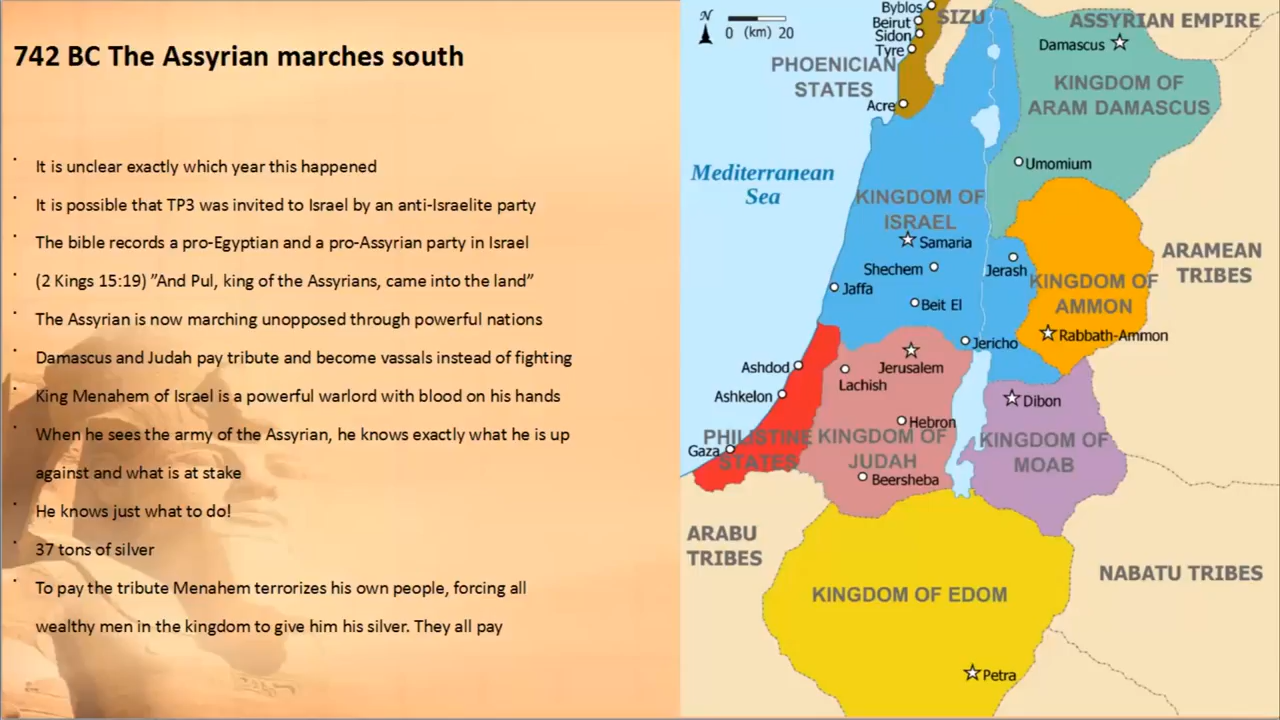 742 BC The Assyrian marches south
It is unclear exactly which year this happened
It is possible that TP3 was invited to Israel by an anti-Israelite party
The bible records a pro-Egyptian and a pro-Assyrian party in Israel
(2 Kings 15:19) ”And Pul, king of the Assyrians, came into the land”
The Assyrian is now marching unopposed through powerful nations
Damascus and Judah pay tribute and become vassals instead of fighting
King Menahem of Israel is a powerful warlord with blood on his hands
When he sees the army of the Assyrian, he knows exactly what he is up
against and what is at stake
He knows just what to do!
37 tons of silver
To pay the tribute Menahem terrorizes his own people, forcing all
wealthy men in the kingdom to give him his silver. They all pay
N
0 (km) 20
Byblos
Beirut
Sidon
Tyre
SIZU
ASSYRIAN EMPIRE
Damascus
PHOENICIAN
STATES
KINGDOM OF
ARAM DAMASCUS
Acre
Umomium
Mediterranean
Sea
KINGDOM OF
ISRAEL
Samaria
Shechem
Jerash
ARAMEAN
TRIBES
Jaffa
Beit El
KINGDOM OF
AMMON
Rabbath-Ammon
Jericho
Jerusalem
Ashdod
Lachish
Ashkelon
Dibon
Hebron
Gaza
PHILISTINE
STATES
KINGDOM OF
JUDAH
KINGDOM OF
MOAB
Beersheba
ARABU
TRIBES
NABATU TRIBES
KINGDOM OF EDOM
Petra